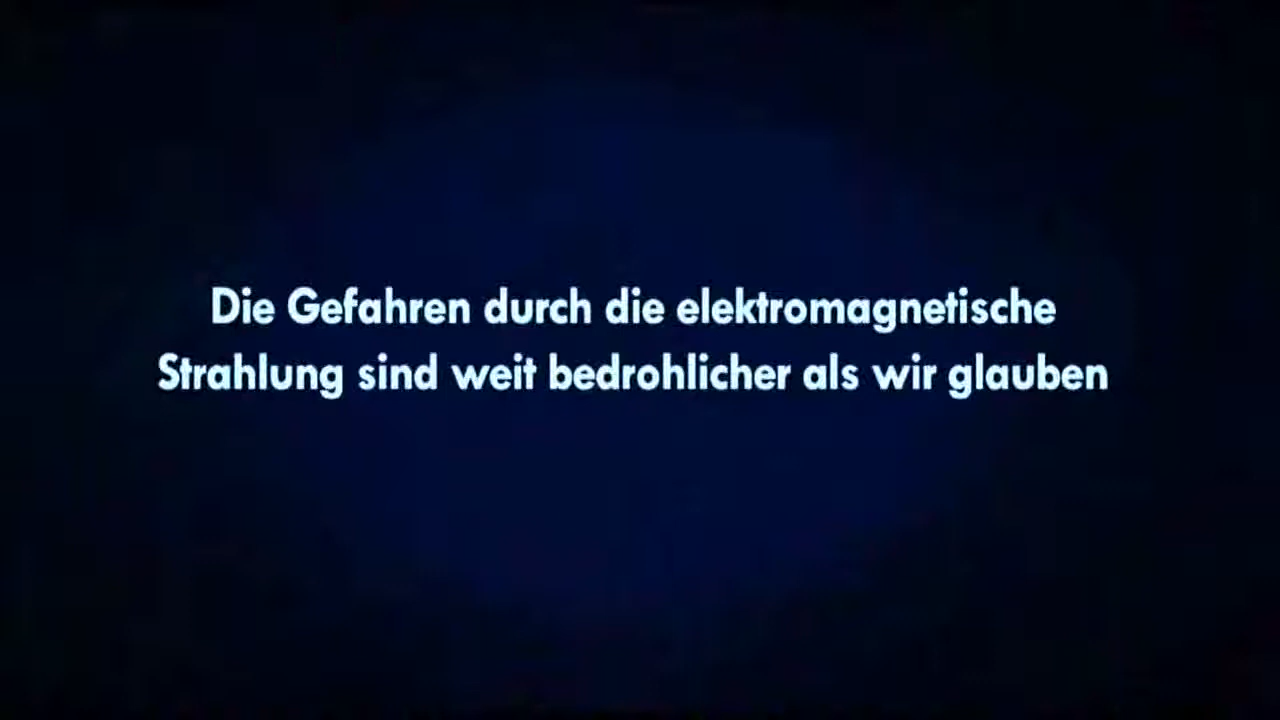 Die Gefahren durch die elektromagnetische
Strahlung sind weit bedrohlicher als wir glauben